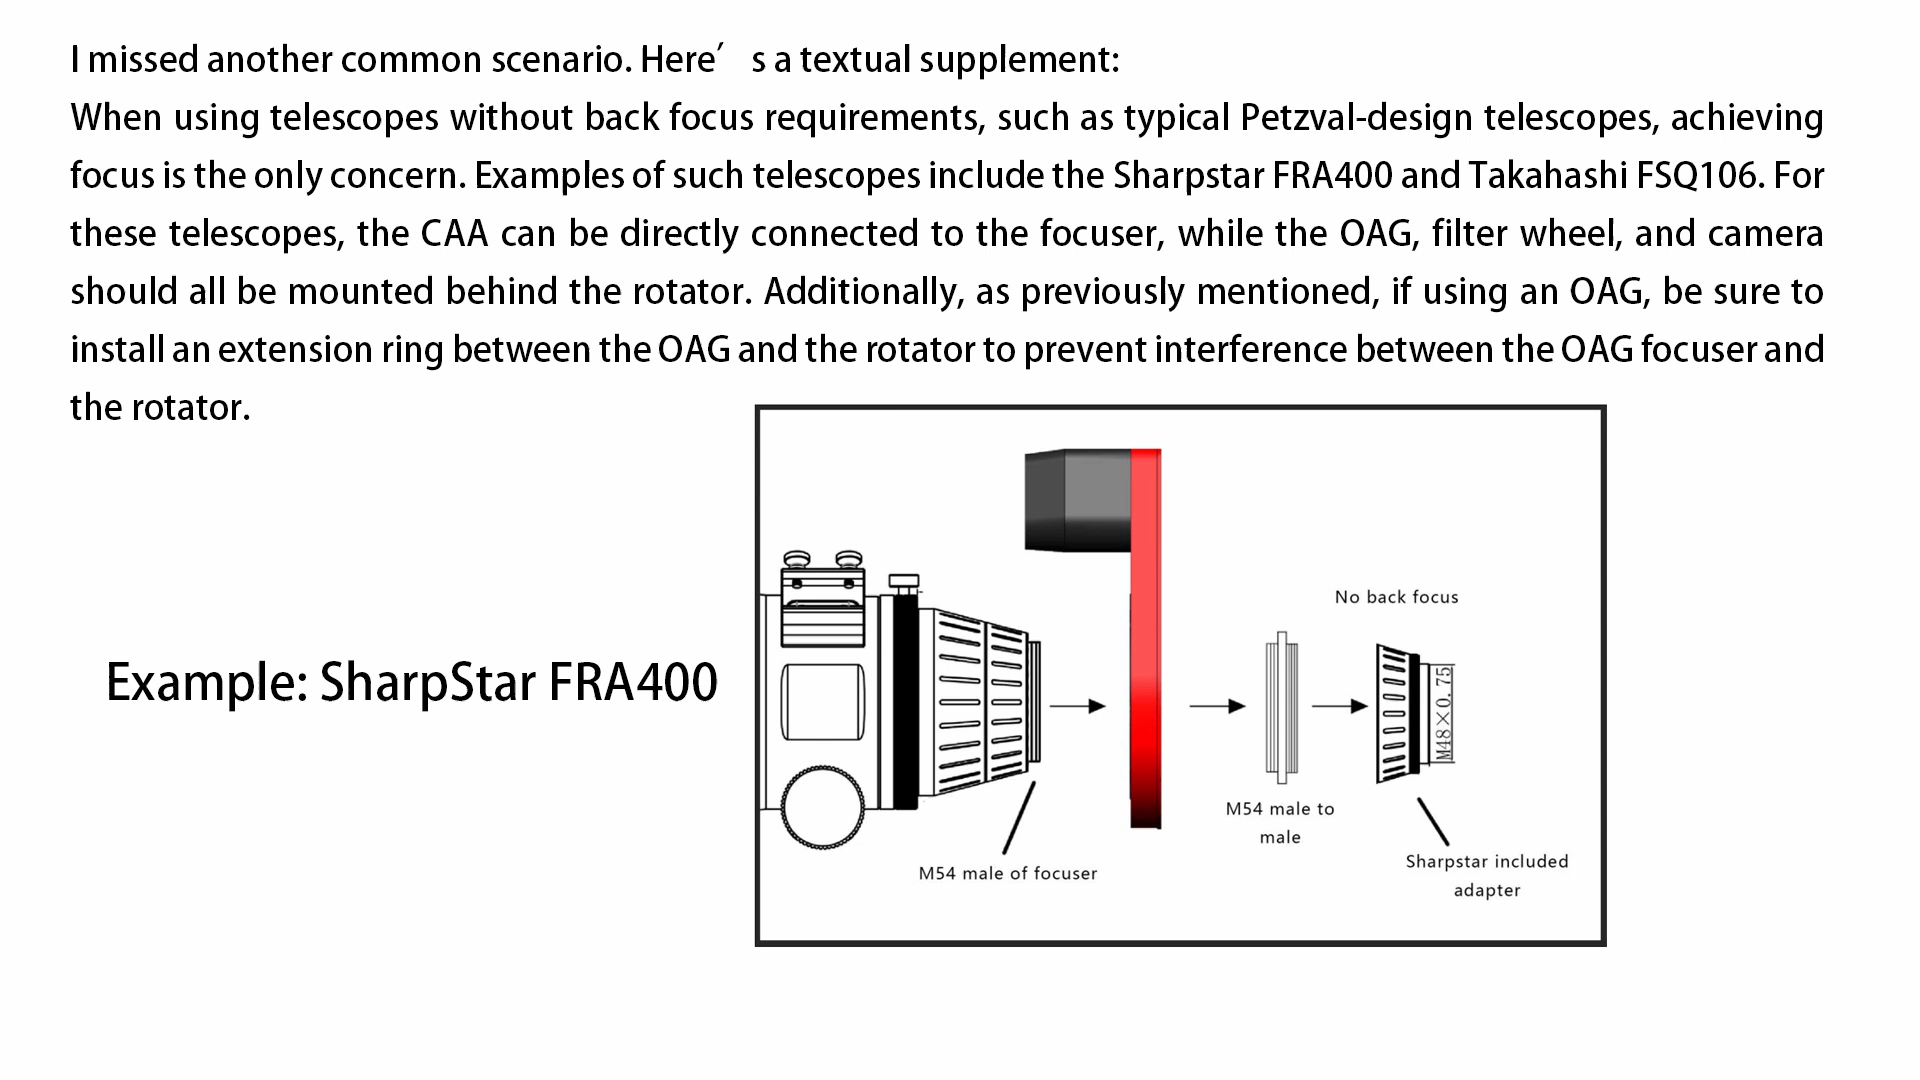 I missed another common scenario. Here′ s a textual supplement:
When using telescopes without back focus requirements, such as typical Petzval-design telescopes, achieving
focus is the only concern. Examples of such telescopes include the Sharpstar FRA400 and Takahashi FSQ106. For
these telescopes, the CAA can be directly connected to the focuser, while the OAG, filter wheel, and camera
should all be mounted behind the rotator. Additionally, as previously mentioned, if using an OAG, be sure to
install an extension ring between the OAG and the rotator to prevent interference between the OAG focuser and
the rotator.
Example: SharpStar FRA400
No back focus
M48×0.75
M54 male to
male
M54 male of focuser
Sharpstar included
adapter